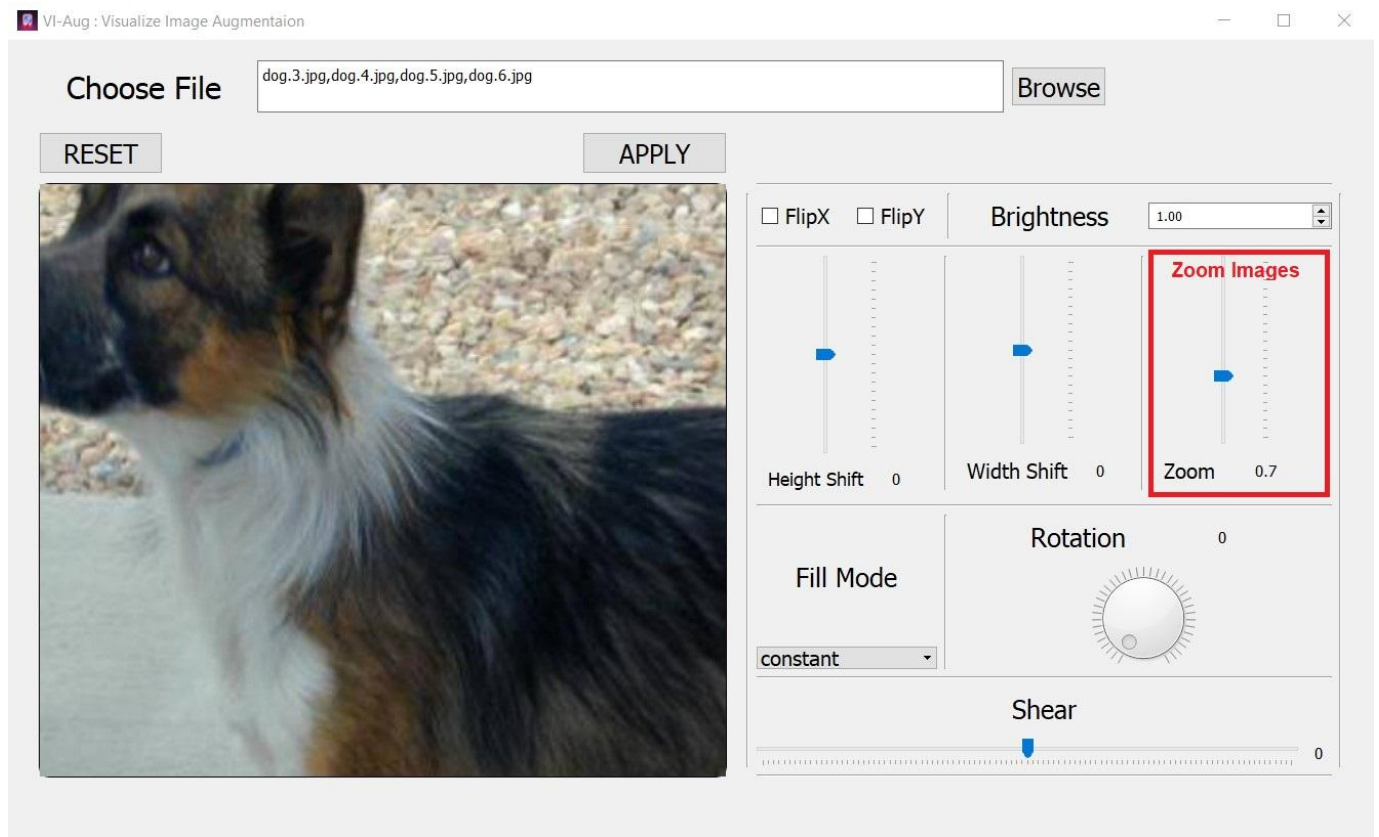 VI-Aug : Visualize Image Augmentaion
Choose File
dog.3.jpg,dog.4.jpg,dog.5.jpg,dog.6.jpg
Browse
RESET
APPLY
FlipX
FlipY
Brightness
1.00
Zoom Images
Height Shift 0
Width Shift 0
Zoom 0.7
Fill Mode
constant
Rotation 0
Shear
0